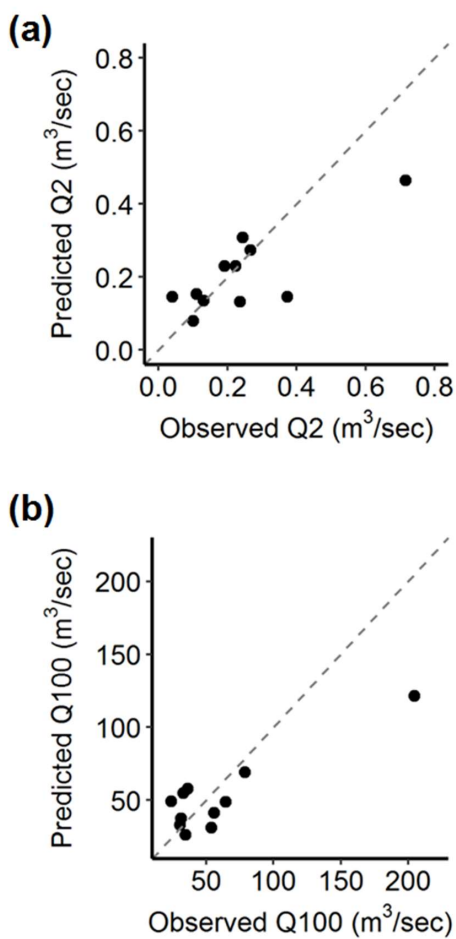 (a)
Predicted Q2 (m³/sec)
0.8
0.6
0.4
0.2
0.0
0.0 0.2 0.4 0.6 0.8
Observed Q2 (m³/sec)
(b)
Predicted Q100 (m³/sec)
200
150
100
50
50 100 150 200
Observed Q100 (m³/sec)